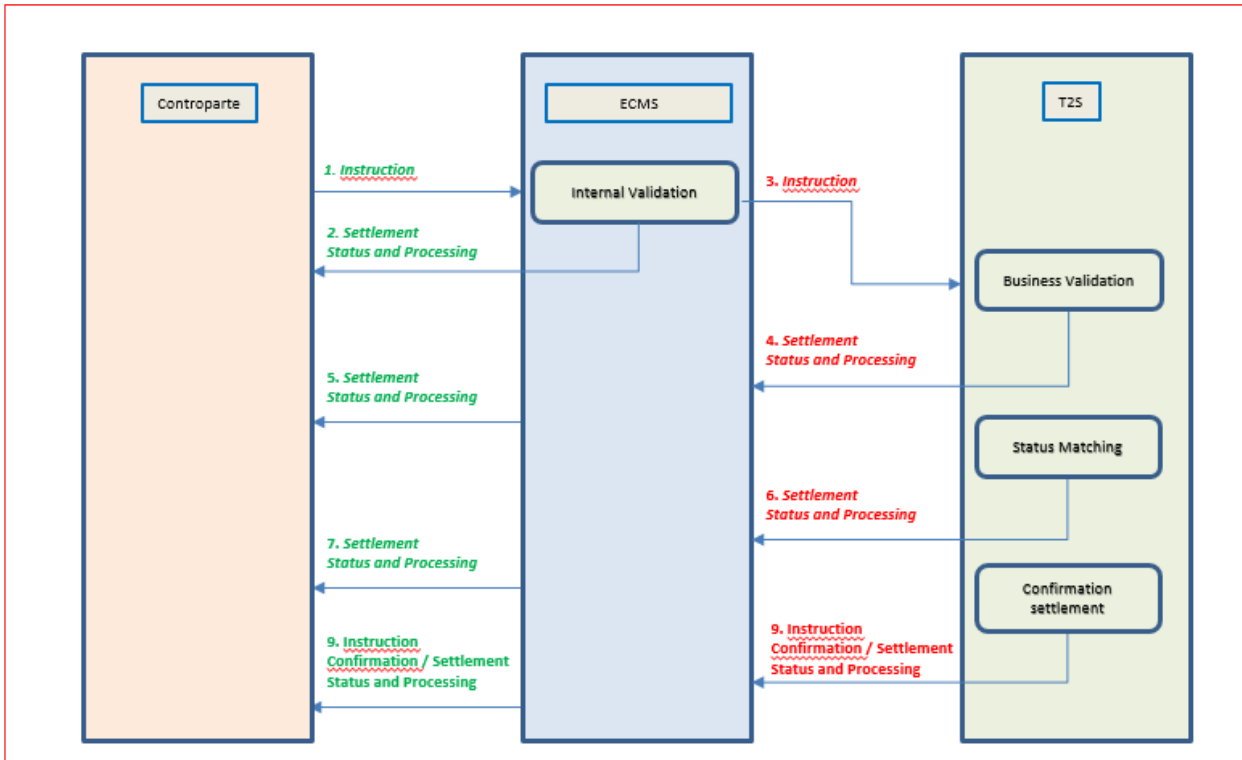 Controparte
ECMS
T2S
1. Instruction
Internal Validation
3. Instruction
2. Settlement
Status and Processing
Business Validation
4. Settlement
Status and Processing
5. Settlement
Status and Processing
Status Matching
6. Settlement
Status and Processing
7. Settlement
Status and Processing
Confirmation
settlement
9. Instruction
Confirmation / Settlement
Status and Processing
9. Instruction
Confirmation / Settlement
Status and Processing